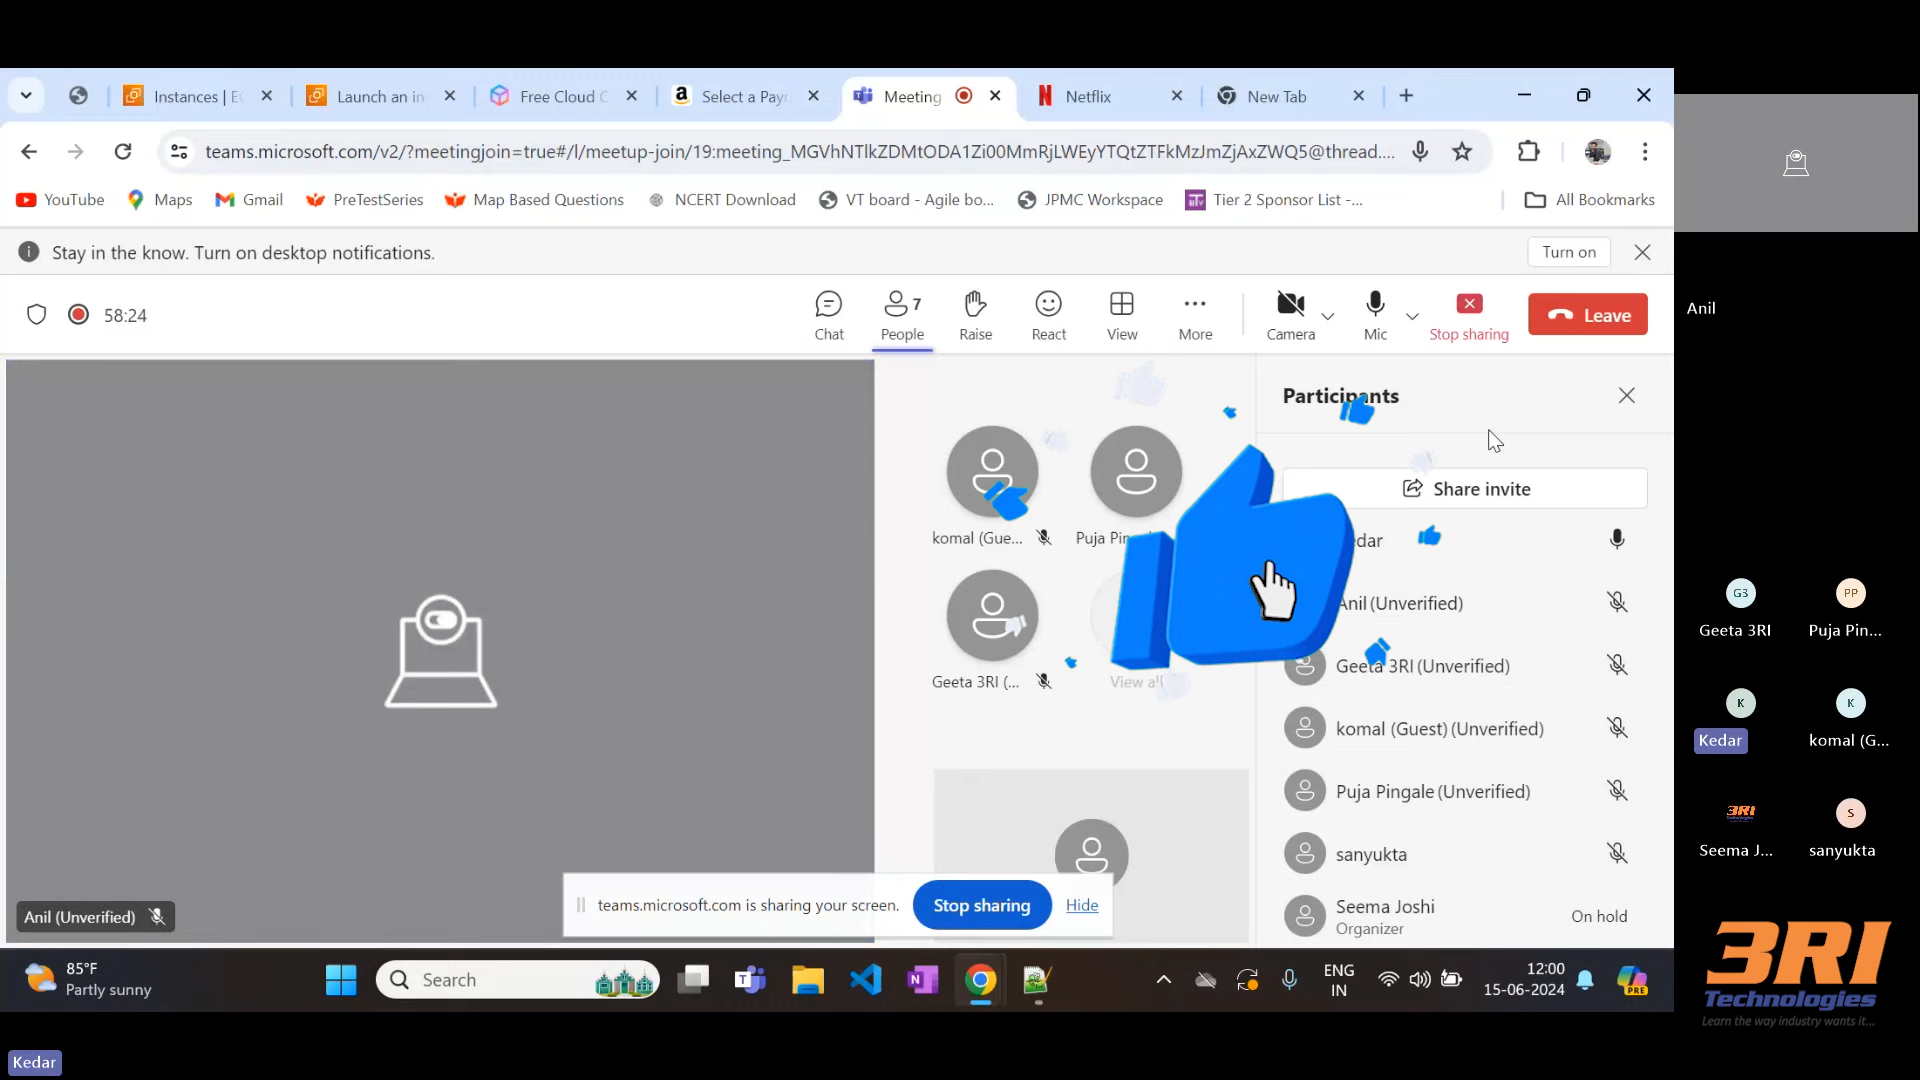 Instances | E
Launch an in
Free Cloud C
Select a Payr
Meeting
Netflix
New Tab
teams.microsoft.com/v2/?meetingjoin=true#/l/meetup-join/19:meeting_MGVhNTlkZDMtODA1Zi00MmRjLWEyYTQtZTFkMzJmZjAxZWQ5@thread....
YouTube
Maps
Gmail
PreTestSeries
Map Based Questions
NCERT Download
VT board - Agile bo...
JPMC Workspace
Tier 2 Sponsor List -...
All Bookmarks
Stay in the know. Turn on desktop notifications.
Turn on
58:24
Chat
7
People
Raise
React
View
More
Camera
Mic
Stop sharing
Leave
Participants
Share invite
komal (Gue...
Puja Pin
Geeta 3RI (...
View all
edar
Anil (Unverified)
Geeta 3RI (Unverified)
komal (Guest) (Unverified)
Puja Pingale (Unverified)
sanyukta
Seema Joshi
Organizer
On hold
Anil (Unverified)
teams.microsoft.com is sharing your screen.
Stop sharing
Hide
85°F
Partly sunny
Search
ENG
IN
12:00
15-06-2024
PRE
Anil
G3
Geeta 3RI
PP
Puja Pin...
K
Kedar
K
komal (G...
3RI
Seema J...
S
sanyukta
3RI
Technologies
Learn the way industry wants it...
Kedar